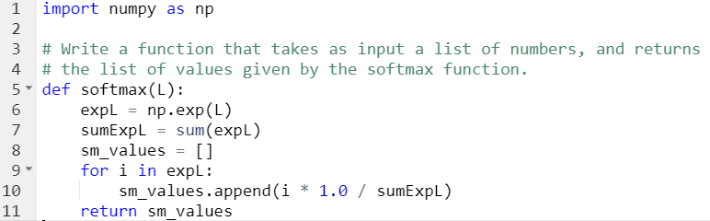 1 import numpy as np
2
3 # Write a function that takes as input a list of numbers, and returns
4 # the list of values given by the softmax function.
5 def softmax(L):
6     expL = np.exp(L)
7     sumExpL = sum(expL)
8     sm_values = []
9     for i in expL:
10         sm_values.append(i * 1.0 / sumExpL)
11     return sm_values